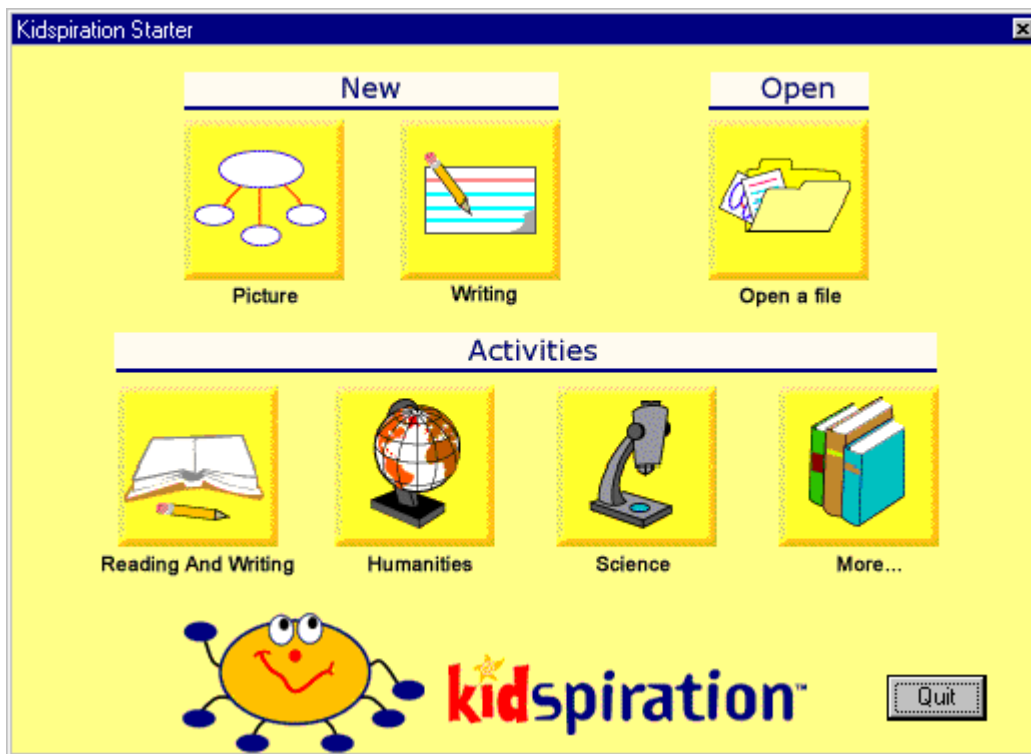 Kidspiration Starter
New
Open
Picture
Writing
Open a file
Activities
Reading And Writing
Humanities
Science
More...
kidspiration™
Quit